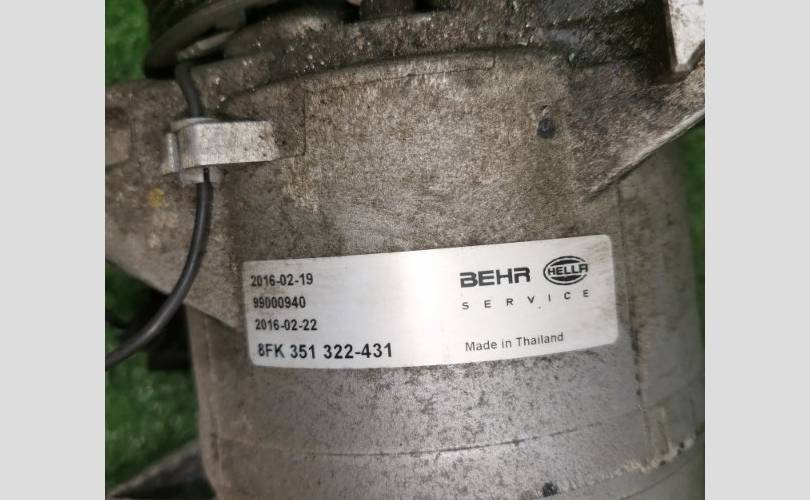 2016-02-19
99000940
2016-02-22
8FK 351 322-431
BEHR HELLA
SERVICE
Made in Thailand